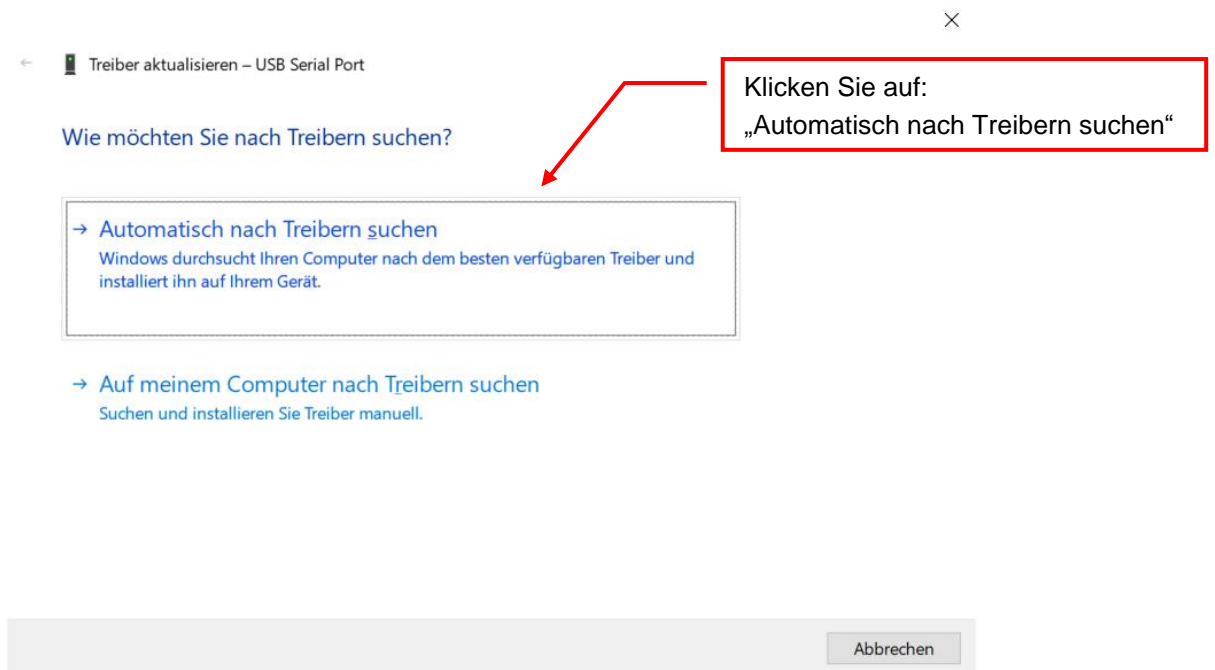 Treiber aktualisieren – USB Serial Port
Klicken Sie auf:
„Automatisch nach Treibern suchen“
Wie möchten Sie nach Treibern suchen?
→ Automatisch nach Treibern suchen
Windows durchsucht Ihren Computer nach dem besten verfügbaren Treiber und
installiert ihn auf Ihrem Gerät.
→ Auf meinem Computer nach Treibern suchen
Suchen und installieren Sie Treiber manuell.
Abbrechen